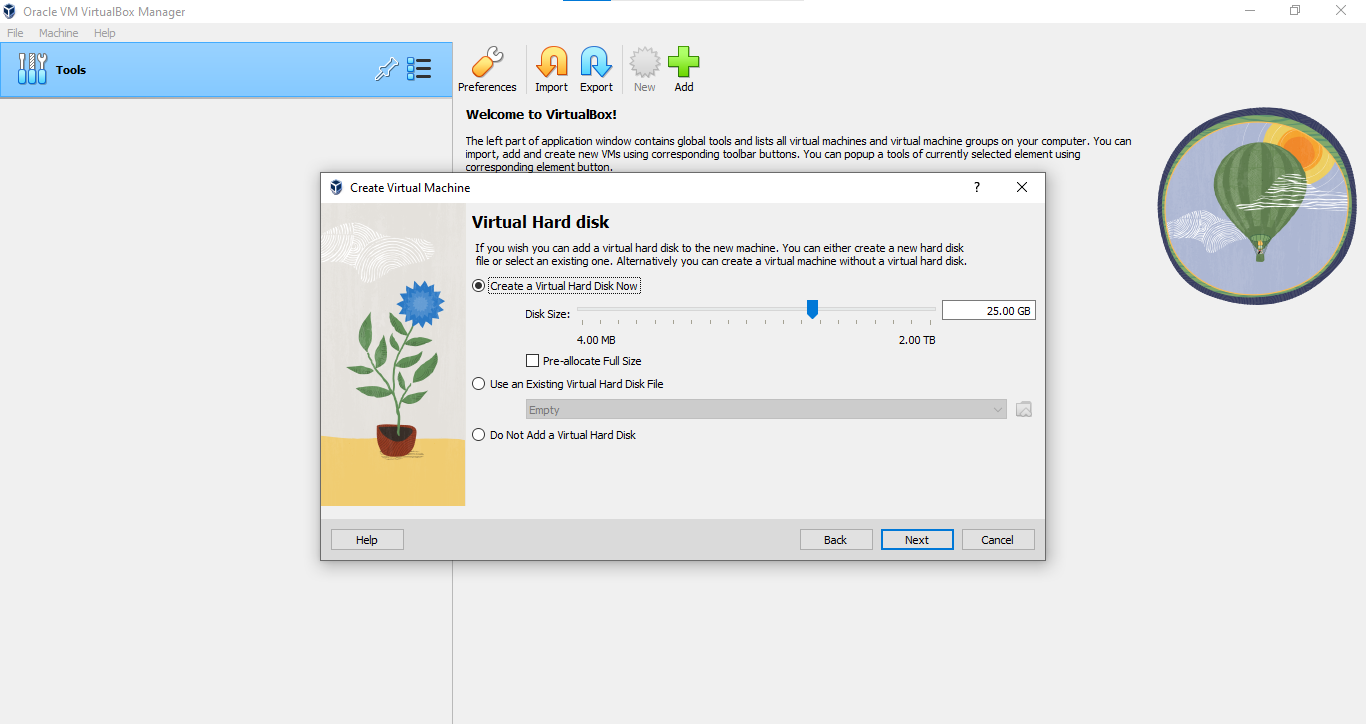 Oracle VM VirtualBox Manager
File Machine Help
Tools
Preferences Import Export New Add
Welcome to VirtualBox!
The left part of application window contains global tools and lists all virtual machines and virtual machine groups on your computer. You can
import, add and create new VMs using corresponding toolbar buttons. You can popup a tools of currently selected element using
corresponding element button.
Create Virtual Machine ?
Virtual Hard disk
If you wish you can add a virtual hard disk to the new machine. You can either create a new hard disk
file or select an existing one. Alternatively you can create a virtual machine without a virtual hard disk.
Create a Virtual Hard Disk Now
Disk Size: 25.00 GB
4.00 MB 2.00 TB
Pre-allocate Full Size
Use an Existing Virtual Hard Disk File
Empty
Do Not Add a Virtual Hard Disk
Help Back Next Cancel